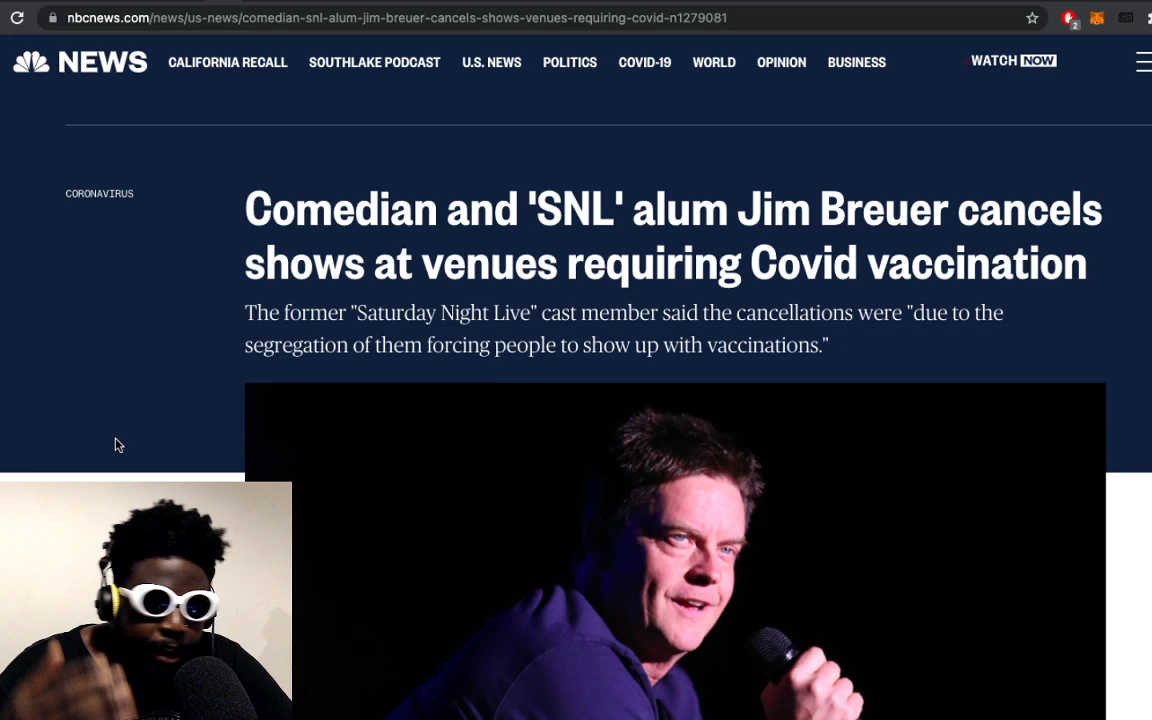 nbcnews.com/news/us-news/comedian-snl-alum-jim-breuer-cancels-shows-venues-requiring-covid-n1279081
2
NEWS CALIFORNIA RECALL SOUTHLAKE PODCAST U.S. NEWS POLITICS COVID-19 WORLD OPINION BUSINESS WATCH NOW
CORONAVIRUS
Comedian and 'SNL' alum Jim Breuer cancels
shows at venues requiring Covid vaccination
The former "Saturday Night Live" cast member said the cancellations were "due to the
segregation of them forcing people to show up with vaccinations."